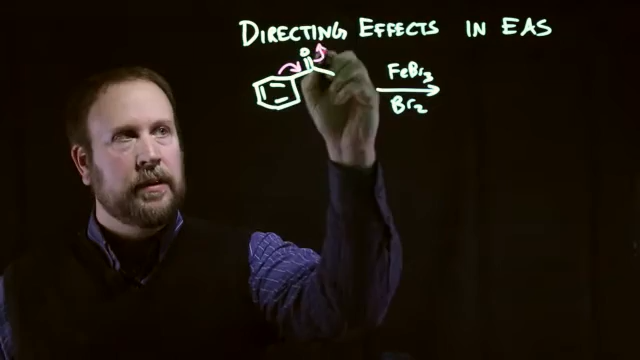 DIRECTING EFFECTS IN EAS
O
FeBr3
Br2